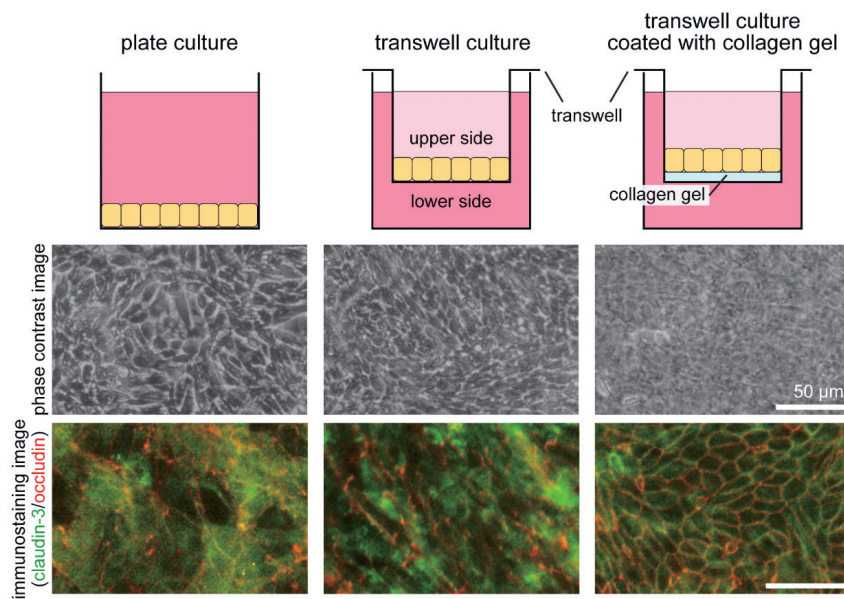 plate culture
transwell culture
transwell culture
coated with collagen gel
transwell
upper side
lower side
collagen gel
phase contrast image
50 µm
immunostaining image
(claudin-3/occludin)